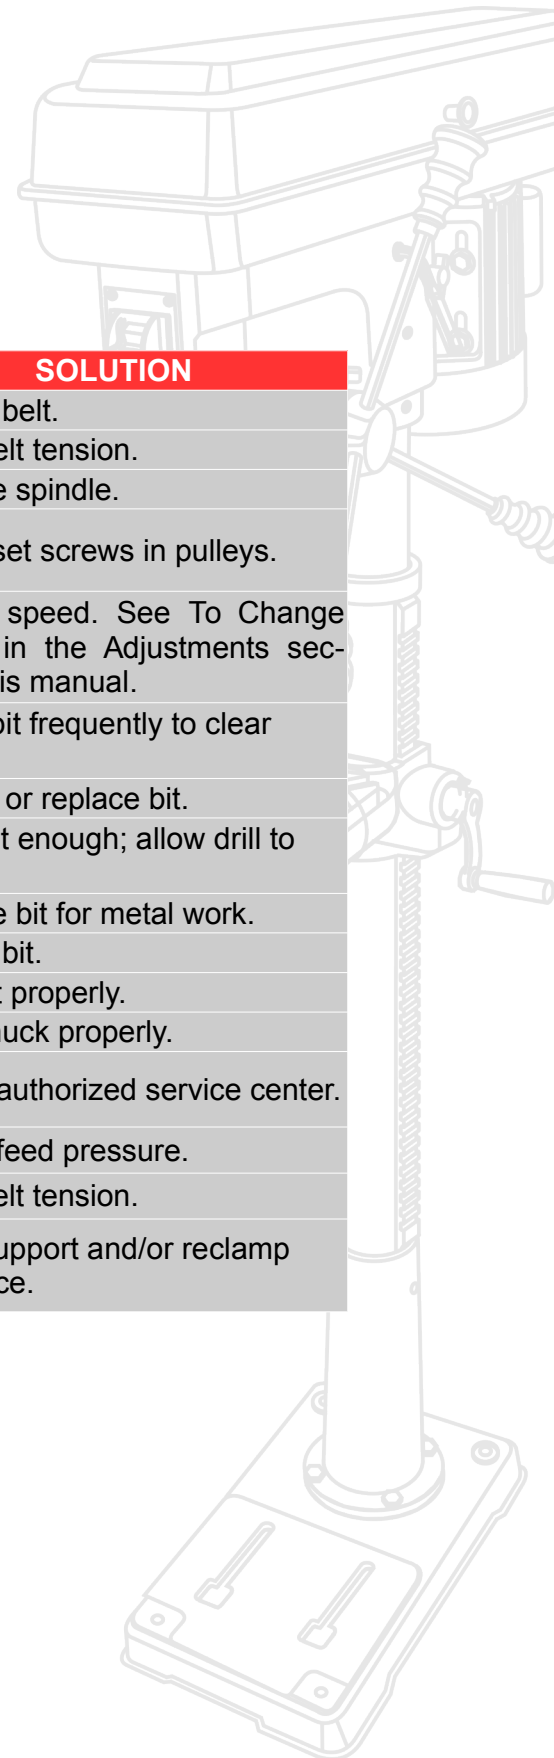 SOLUTION
belt.
elt tension.
e spindle.
set screws in pulleys.
speed. See To Change
in the Adjustments sec-
is manual.
bit frequently to clear
or replace bit.
t enough; allow drill to
e bit for metal work.
bit.
t properly.
uck properly.
authorized service center.
feed pressure.
elt tension.
upport and/or reclamp
ce.